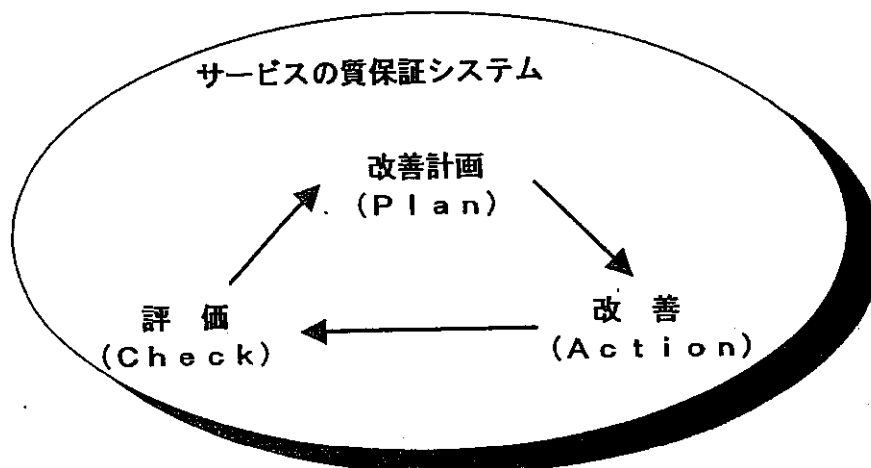 サービスの質保証システム
改善計画
(Plan)
評 価
(Check)
改 善
(Action)